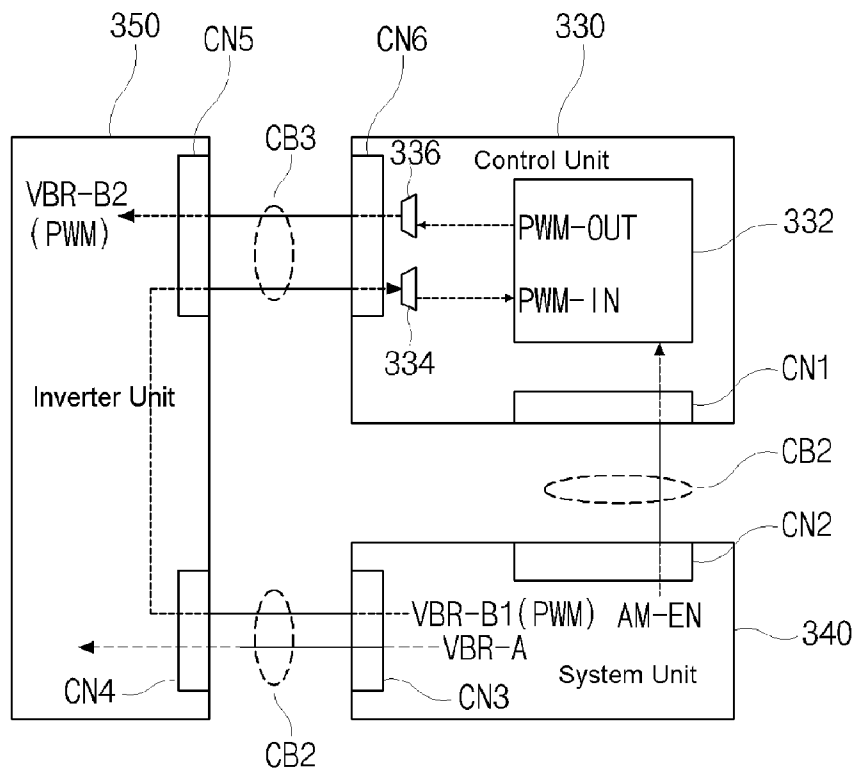 350
CN5
CN6
330
CB3
336
Control Unit
VBR-B2
(PWM)
PWM-OUT
332
PWM-IN
334
CN1
Inverter Unit
CB2
CN2
VBR-B1(PWM)
AM-EN
340
VBR-A
System Unit
CN4
CN3
CB2